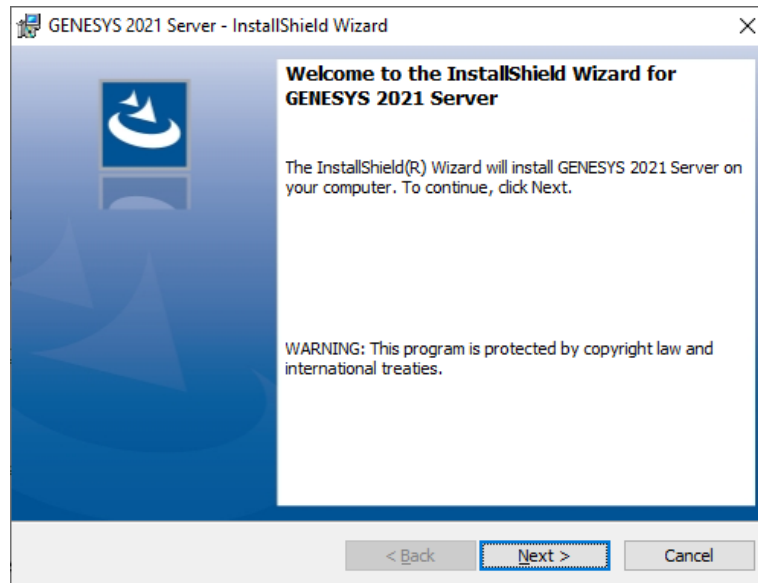 GENESYS 2021 Server - InstallShield Wizard
Welcome to the InstallShield Wizard for
GENESYS 2021 Server
The InstallShield(R) Wizard will install GENESYS 2021 Server on
your computer. To continue, click Next.
WARNING: This program is protected by copyright law and
international treaties.
< Back Next > Cancel